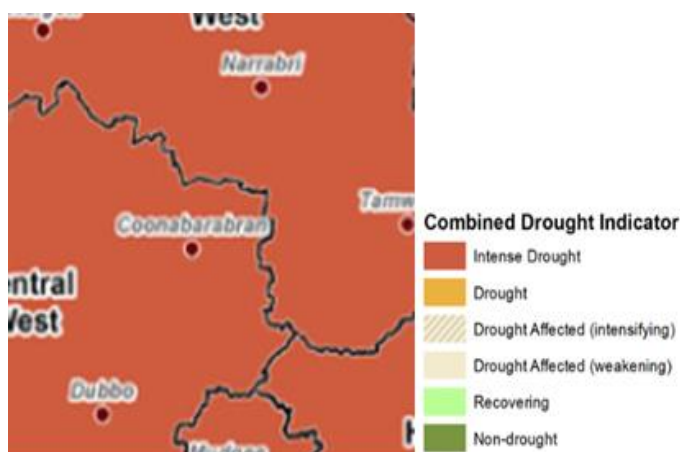 West
Narrabri
Tamw
Coonabarabran
entral
West
Dubbo
Combined Drought Indicator
Intense Drought
Drought
Drought Affected (intensifying)
Drought Affected (weakening)
Recovering
Non-drought